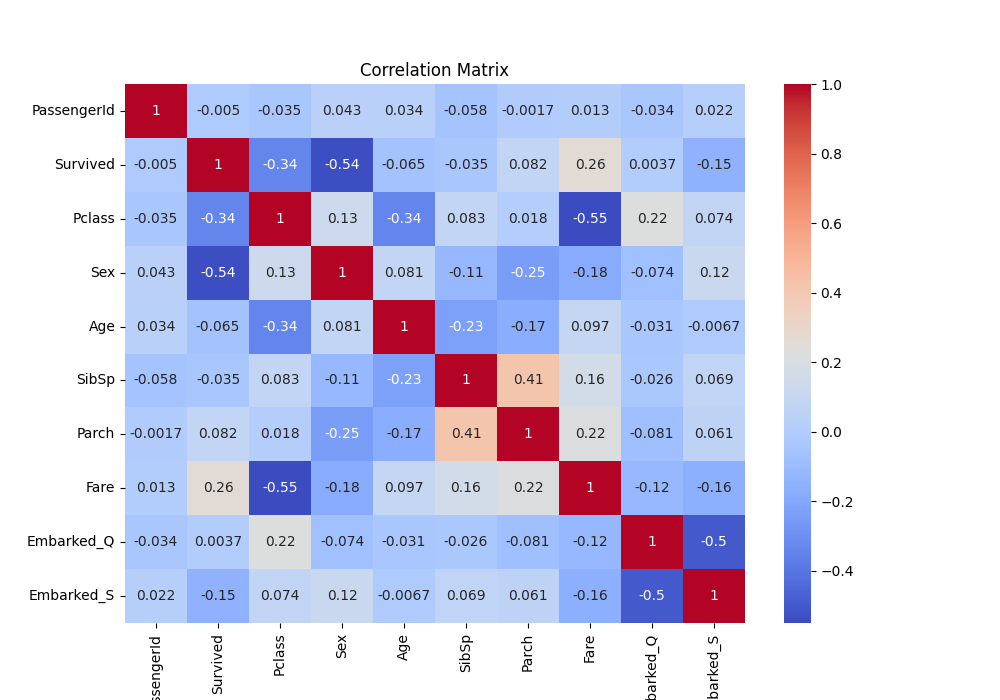 Correlation Matrix
PassengerId 1 -0.005 -0.035 0.043 0.034 -0.058 -0.0017 0.013 -0.034 0.022
Survived -0.005 1 -0.34 -0.54 -0.065 -0.035 0.082 0.26 0.0037 -0.15
Pclass -0.035 -0.34 1 0.13 -0.34 0.083 0.018 -0.55 0.22 0.074
Sex 0.043 -0.54 0.13 1 0.081 -0.11 -0.25 -0.18 -0.074 0.12
Age 0.034 -0.065 -0.34 0.081 1 -0.23 -0.17 0.097 -0.031 -0.0067
SibSp -0.058 -0.035 0.083 -0.11 -0.23 1 0.41 0.16 -0.026 0.069
Parch -0.0017 0.082 0.018 -0.25 -0.17 0.41 1 0.22 -0.081 0.061
Fare 0.013 0.26 -0.55 -0.18 0.097 0.16 0.22 1 -0.12 -0.16
Embarked_Q -0.034 0.0037 0.22 -0.074 -0.031 -0.026 -0.081 -0.12 1 -0.5
Embarked_S 0.022 -0.15 0.074 0.12 -0.0067 0.069 0.061 -0.16 -0.5 1
ssengerId
Survived
Pclass
Sex
Age
SibSp
Parch
Fare
barked_Q
barked_S
1.0
0.8
0.6
0.4
0.2
0.0
−0.2
−0.4